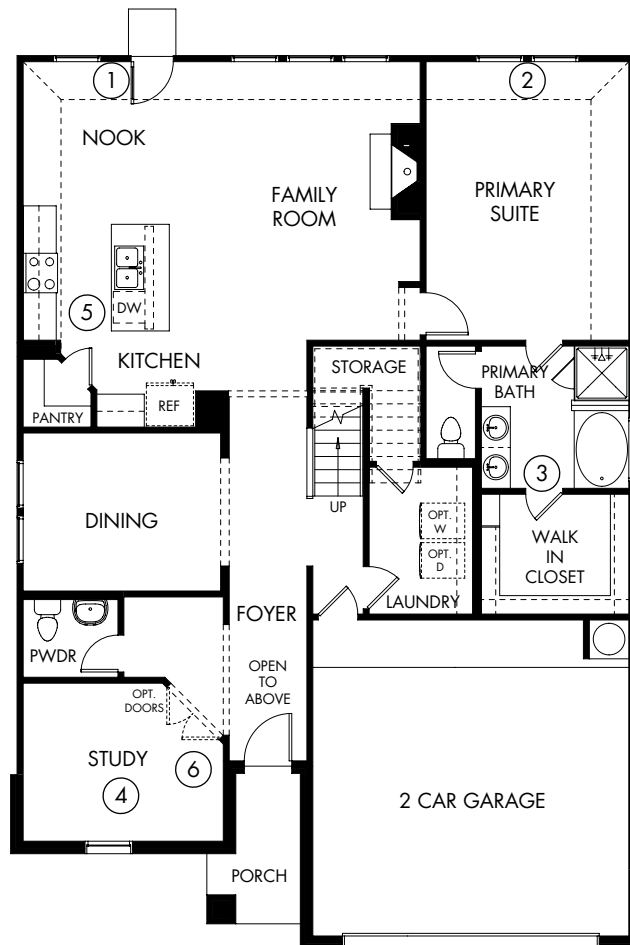 1
2
NOOK
FAMILY
ROOM
PRIMARY
SUITE
DW
5
KITCHEN
STORAGE
PRIMARY
BATH
PANTRY
REF
3
UP
DINING
OPT.
W
OPT.
D
WALK
IN
CLOSET
LAUNDRY
FOYER
PWDR
OPEN
TO
ABOVE
OPT.
DOORS
STUDY
6
4
2 CAR GARAGE
PORCH